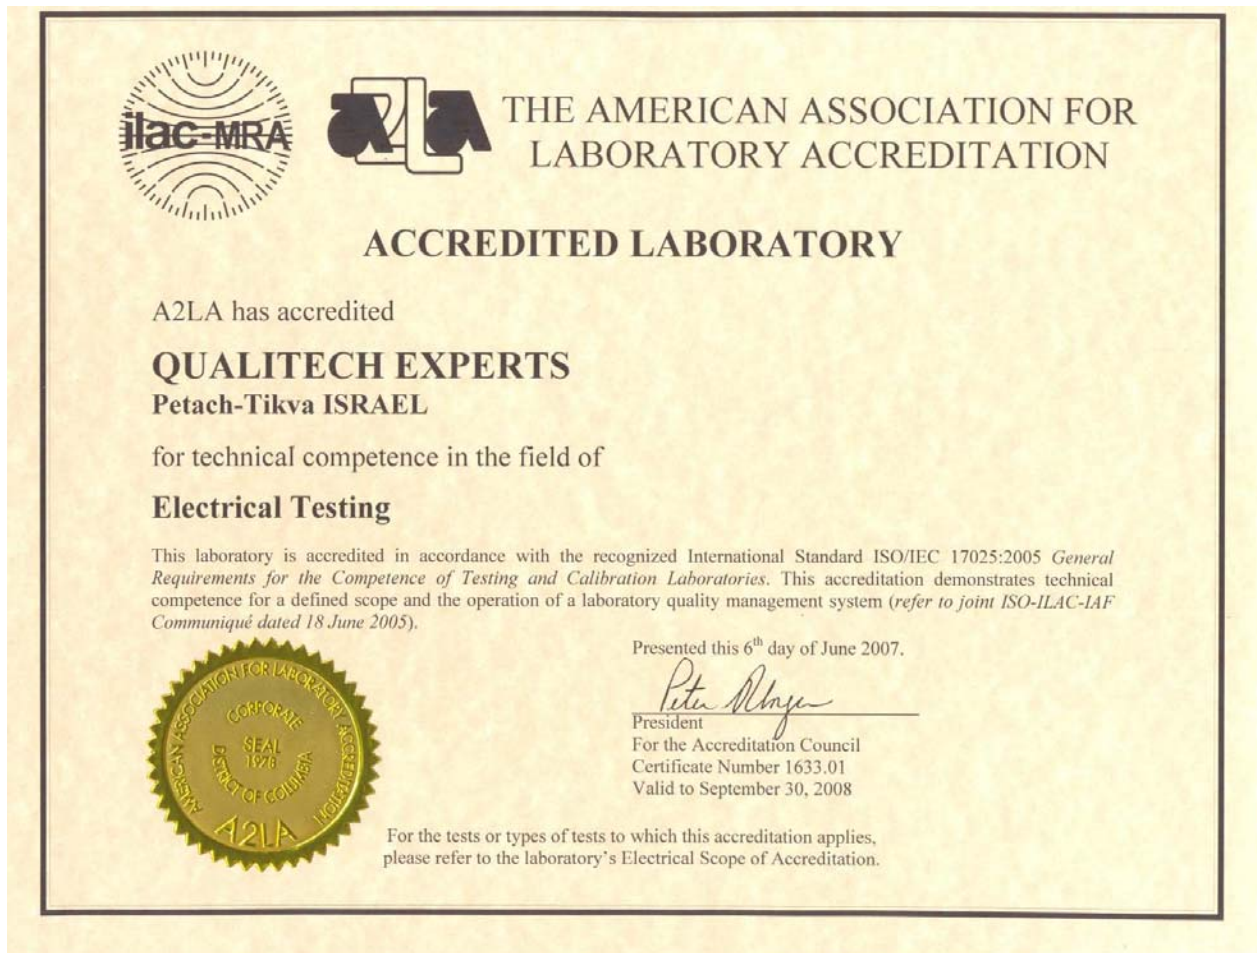 ilac-MRA
A2LA
THE AMERICAN ASSOCIATION FOR
LABORATORY ACCREDITATION
ACCREDITED LABORATORY
A2LA has accredited
QUALITECH EXPERTS
Petach-Tikva ISRAEL
for technical competence in the field of
Electrical Testing
This laboratory is accredited in accordance with the recognized International Standard ISO/IEC 17025:2005 General
Requirements for the Competence of Testing and Calibration Laboratories. This accreditation demonstrates technical
competence for a defined scope and the operation of a laboratory quality management system (refer to joint ISO-ILAC-IAF
Communiqué dated 18 June 2005).
Presented this 6th day of June 2007.
Peter Unger
President
For the Accreditation Council
Certificate Number 1633.01
Valid to September 30, 2008
AMERICAN ASSOCIATION FOR LABORATORY ACCREDITATION
CORPORATE
SEAL
1978
DISTRICT OF COLUMBIA
A2LA
For the tests or types of tests to which this accreditation applies,
please refer to the laboratory's Electrical Scope of Accreditation.